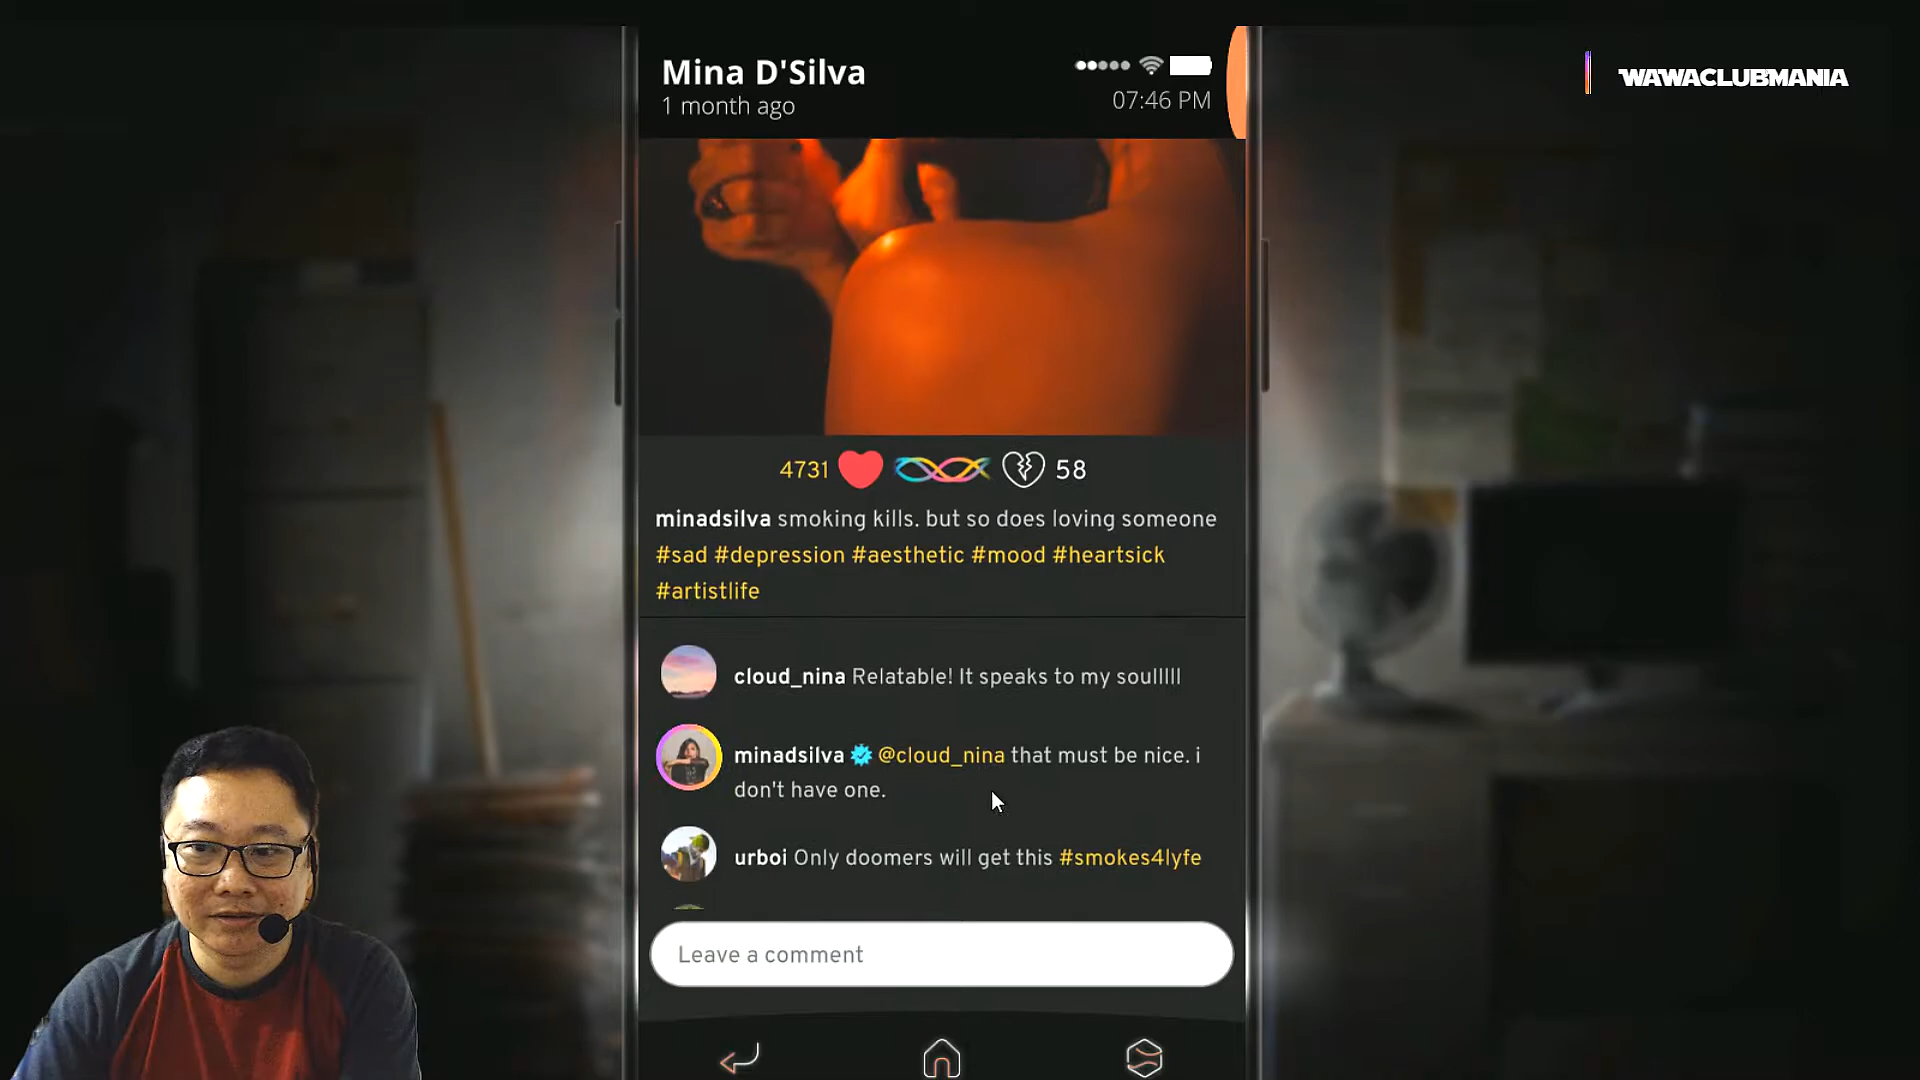 Mina D'Silva
1 month ago
07:46 PM
WAWACLUBMANIA
4731
58
minadsilva smoking kills. but so does loving someone
#sad #depression #aesthetic #mood #heartsick
#artistlife
cloud_nina Relatable! It speaks to my soulllll
minadsilva @cloud_nina that must be nice. i
don't have one.
urboi Only doomers will get this #smokes4lyfe
Leave a comment